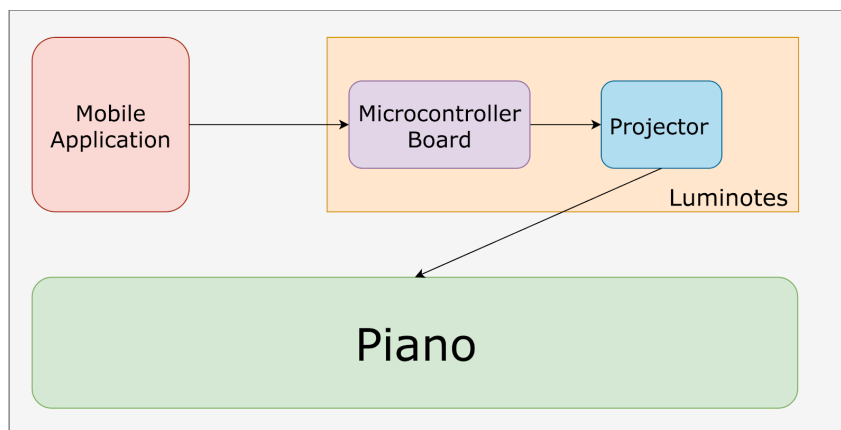 Mobile
Application
Microcontroller
Board
Projector
Luminotes
Piano